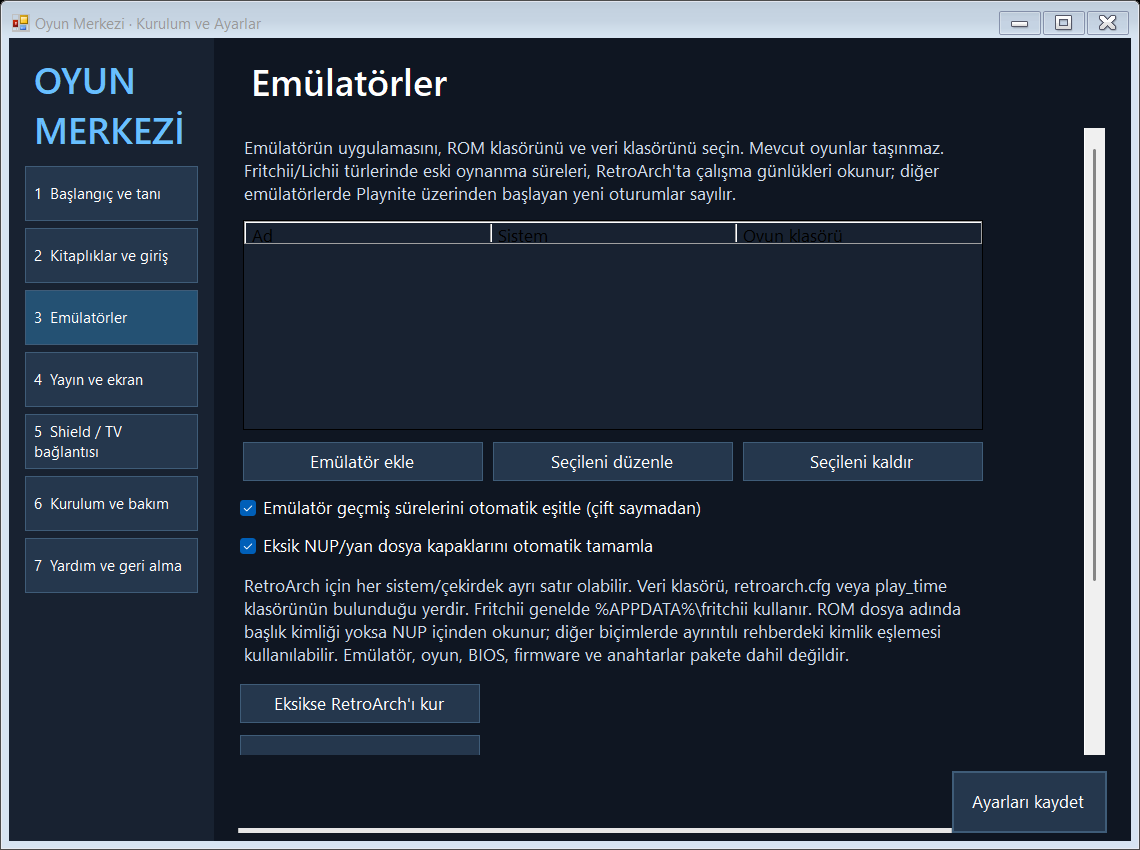 Oyun Merkezi · Kurulum ve Ayarlar
OYUN
MERKEZİ
1 Başlangıç ve tanı
2 Kitaplıklar ve giriş
3 Emülatörler
4 Yayın ve ekran
5 Shield / TV
bağlantısı
6 Kurulum ve bakım
7 Yardım ve geri alma
Emülatörler
Emülatörün uygulamasını, ROM klasörünü ve veri klasörünü seçin. Mevcut oyunlar taşınmaz.
Fritchii/Lichii türlerinde eski oynanma süreleri, RetroArch'ta çalışma günlükleri okunur; diğer
emülatörlerde Playnite üzerinden başlayan yeni oturumlar sayılır.
Ad Sistem Oyun klasörü
Emülatör ekle Seçileni düzenle Seçileni kaldır
Emülatör geçmiş sürelerini otomatik eşitle (çift saymadan)
Eksik NUP/yan dosya kapaklarını otomatik tamamla
RetroArch için her sistem/çekirdek ayrı satır olabilir. Veri klasörü, retroarch.cfg veya play_time
klasörünün bulunduğu yerdir. Fritchii genelde %APPDATA%\fritchii kullanır. ROM dosya adında
başlık kimliği yoksa NUP içinden okunur; diğer biçimlerde ayrıntılı rehberdeki kimlik eşlemesi
kullanılabilir. Emülatör, oyun, BIOS, firmware ve anahtarlar pakete dahil değildir.
Eksikse RetroArch'ı kur
Ayarları kaydet